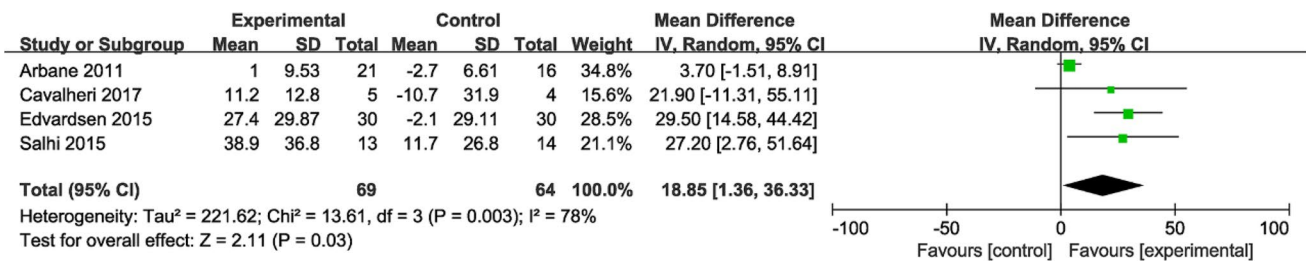 Experimental Control Mean Difference Mean Difference
Study or Subgroup Mean SD Total Mean SD Total Weight IV, Random, 95% CI IV, Random, 95% CI
Arbane 2011 1 9.53 21 -2.7 6.61 16 34.8% 3.70 [-1.51, 8.91]
Cavalheri 2017 11.2 12.8 5 -10.7 31.9 4 15.6% 21.90 [-11.31, 55.11]
Edvardsen 2015 27.4 29.87 30 -2.1 29.11 30 28.5% 29.50 [14.58, 44.42]
Salhi 2015 38.9 36.8 13 11.7 26.8 14 21.1% 27.20 [2.76, 51.64]
Total (95% CI) 69 64 100.0% 18.85 [1.36, 36.33]
Heterogeneity: Tau² = 221.62; Chi² = 13.61, df = 3 (P = 0.003); I² = 78%
Test for overall effect: Z = 2.11 (P = 0.03)
-100 -50 0 50 100
Favours [control] Favours [experimental]